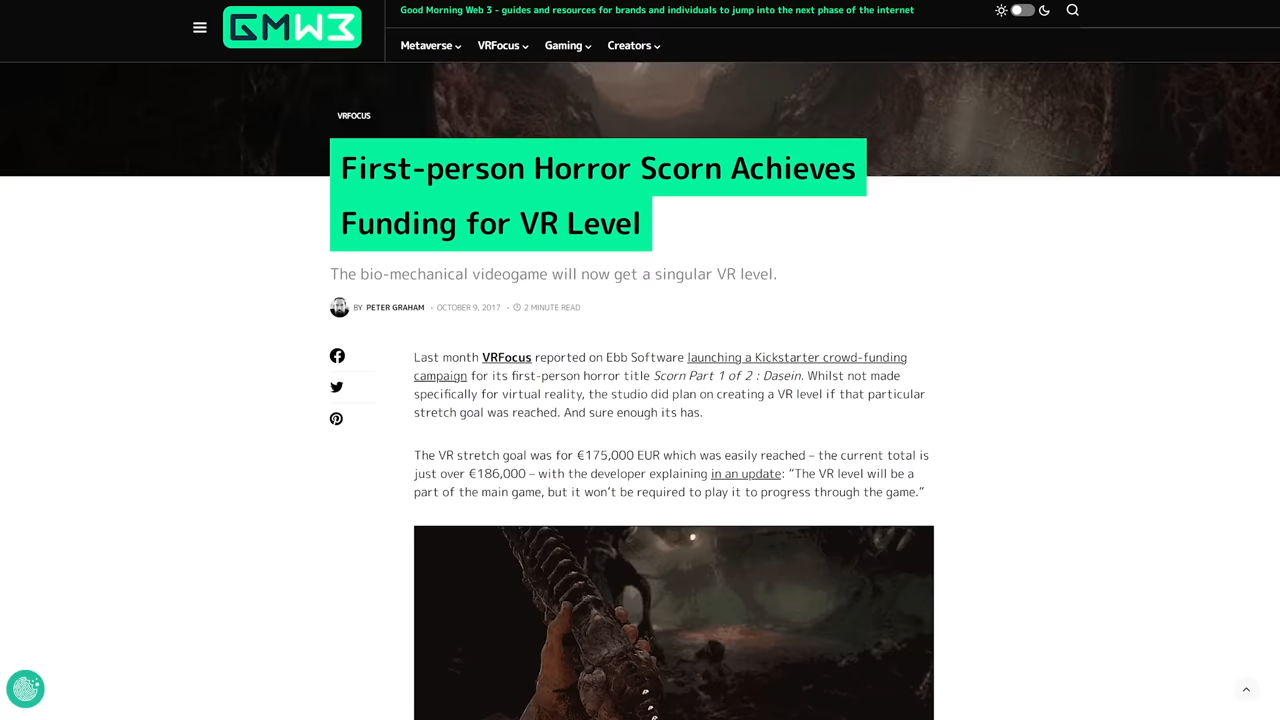 GMW3
Good Morning Web 3 - guides and resources for brands and individuals to jump into the next phase of the internet
Metaverse VRFocus Gaming Creators
VRFOCUS
First-person Horror Scorn Achieves
Funding for VR Level
The bio-mechanical videogame will now get a singular VR level.
BY PETER GRAHAM · OCTOBER 9, 2017 · 2 MINUTE READ
Last month VRFocus reported on Ebb Software launching a Kickstarter crowd-funding
campaign for its first-person horror title Scorn Part 1 of 2 : Dasein. Whilst not made
specifically for virtual reality, the studio did plan on creating a VR level if that particular
stretch goal was reached. And sure enough its has.
The VR stretch goal was for €175,000 EUR which was easily reached – the current total is
just over €186,000 – with the developer explaining in an update: “The VR level will be a
part of the main game, but it won’t be required to play it to progress through the game.”